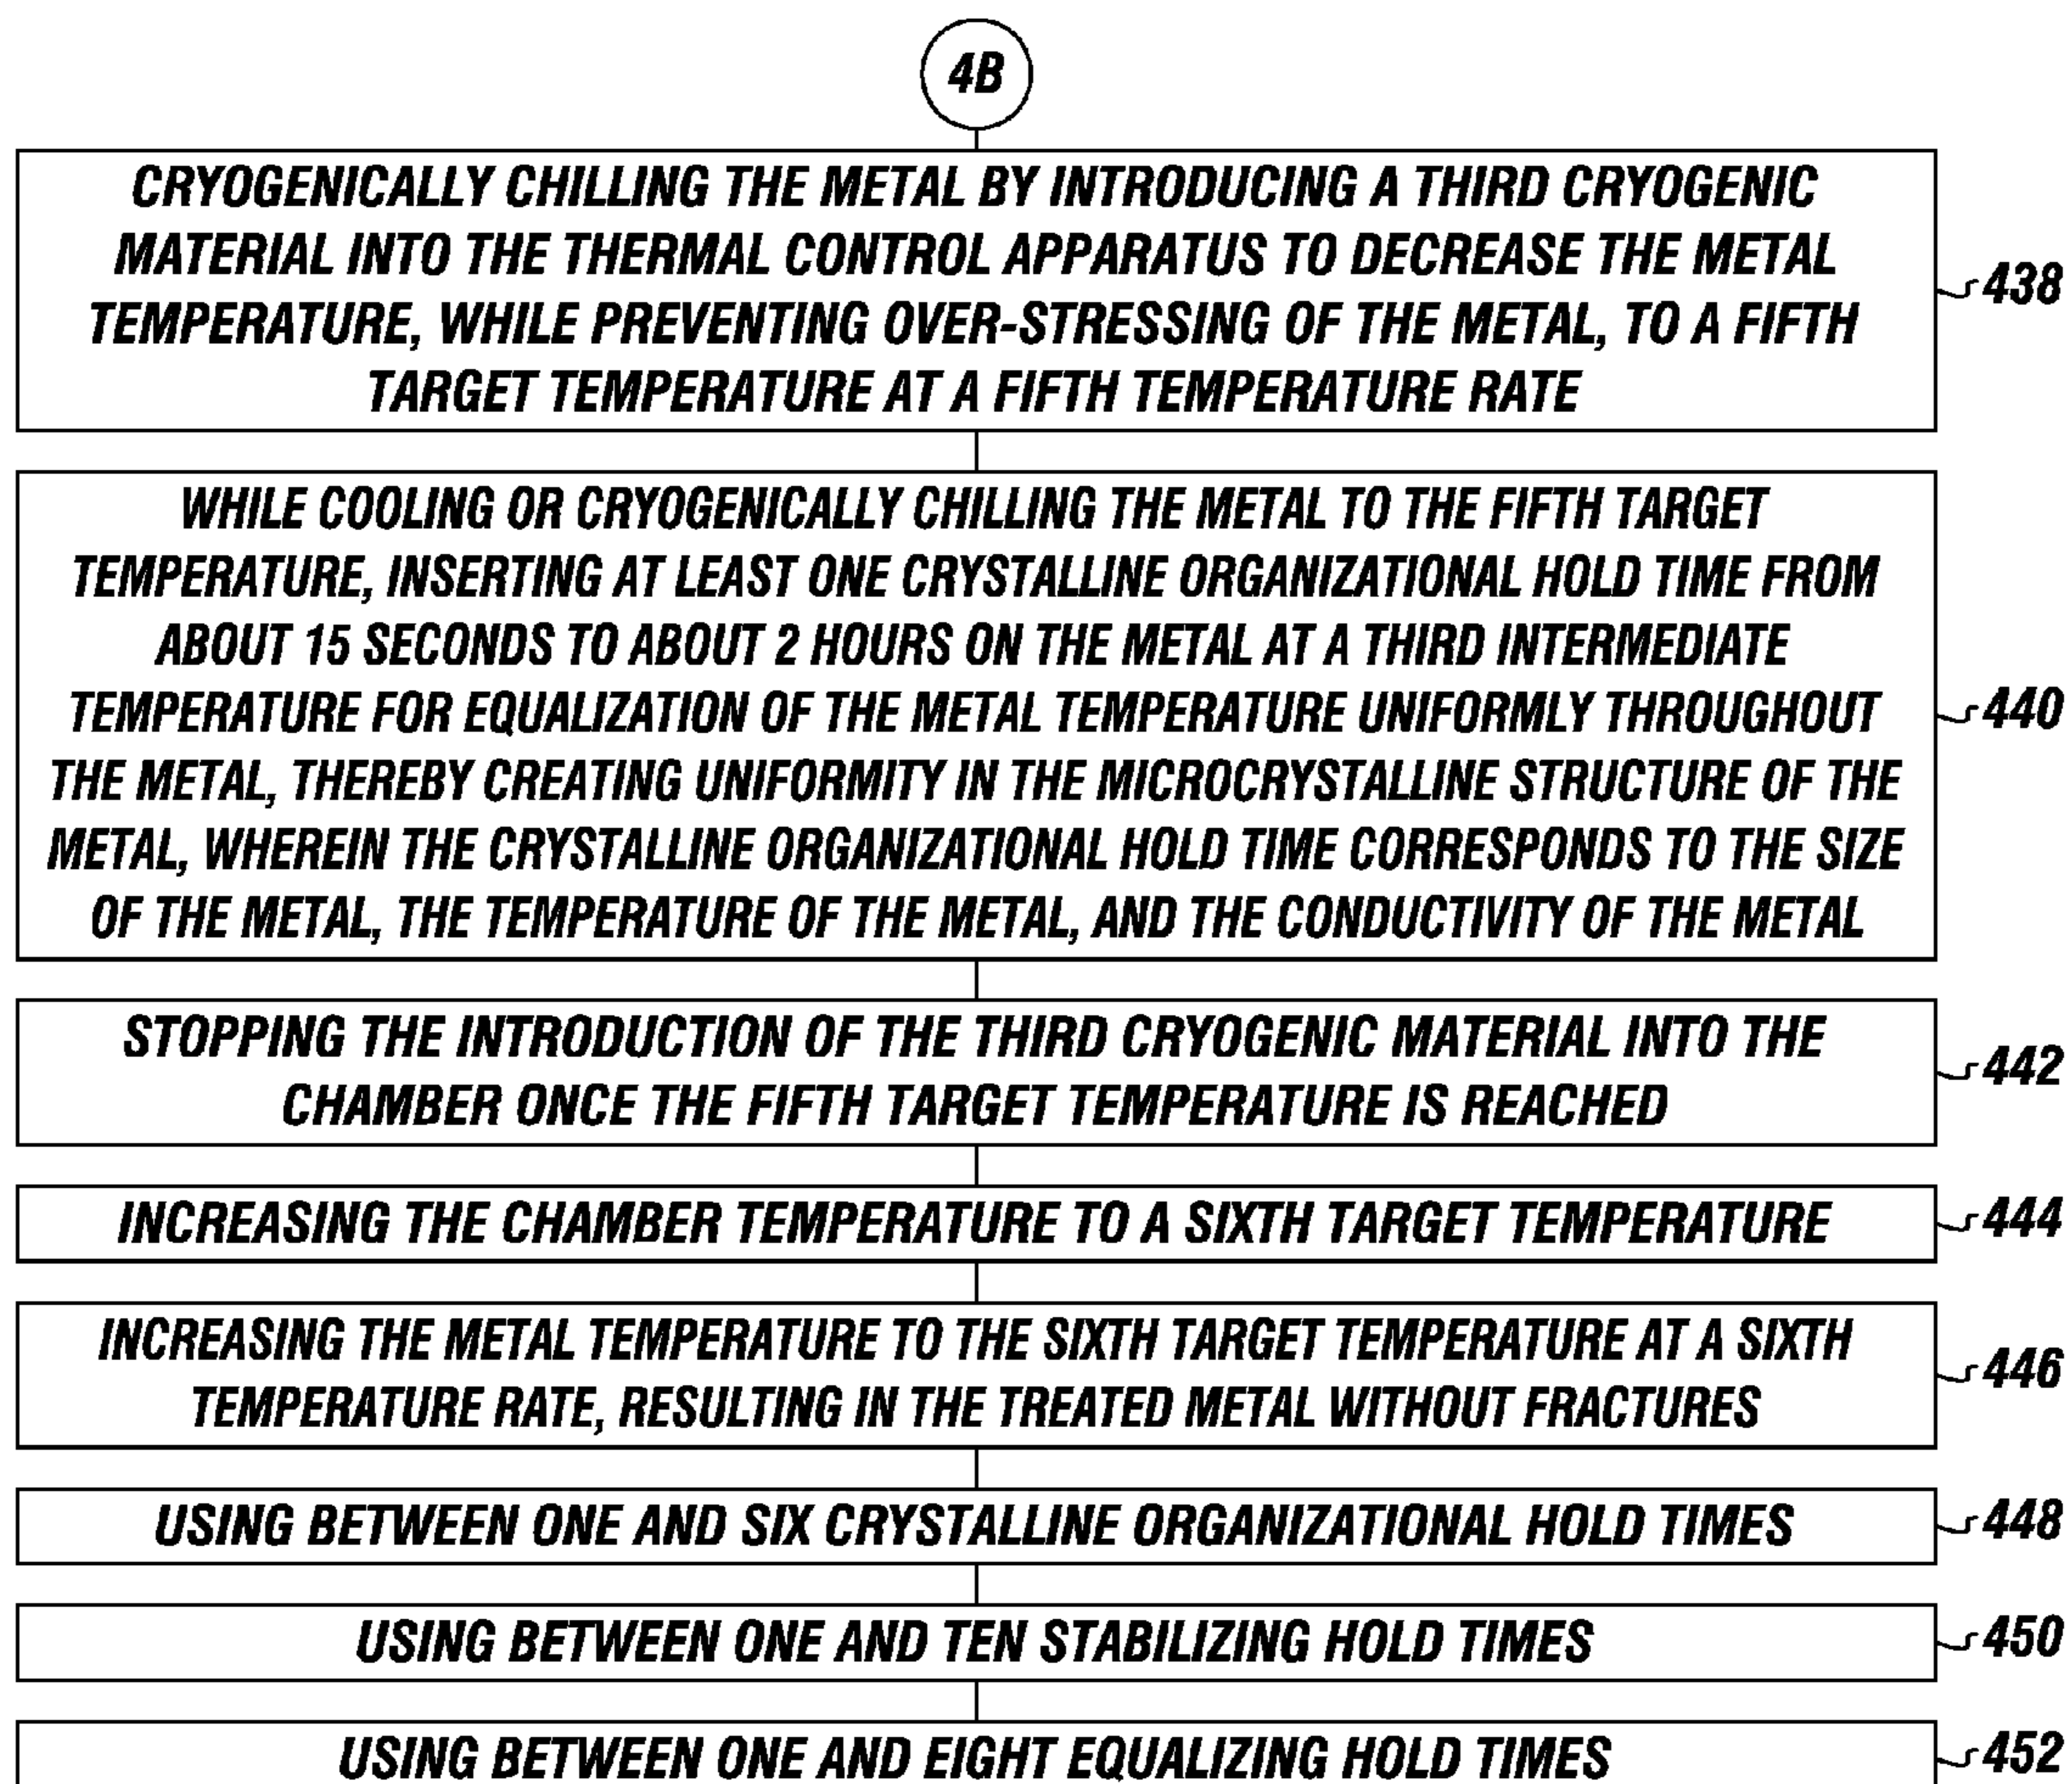 4B
CRYOGENICALLY CHILLING THE METAL BY INTRODUCING A THIRD CRYOGENIC
MATERIAL INTO THE THERMAL CONTROL APPARATUS TO DECREASE THE METAL
TEMPERATURE, WHILE PREVENTING OVER-STRESSING OF THE METAL, TO A FIFTH
TARGET TEMPERATURE AT A FIFTH TEMPERATURE RATE
438
WHILE COOLING OR CRYOGENICALLY CHILLING THE METAL TO THE FIFTH TARGET
TEMPERATURE, INSERTING AT LEAST ONE CRYSTALLINE ORGANIZATIONAL HOLD TIME FROM
ABOUT 15 SECONDS TO ABOUT 2 HOURS ON THE METAL AT A THIRD INTERMEDIATE
TEMPERATURE FOR EQUALIZATION OF THE METAL TEMPERATURE UNIFORMLY THROUGHOUT
THE METAL, THEREBY CREATING UNIFORMITY IN THE MICROCRYSTALLINE STRUCTURE OF THE
METAL, WHEREIN THE CRYSTALLINE ORGANIZATIONAL HOLD TIME CORRESPONDS TO THE SIZE
OF THE METAL, THE TEMPERATURE OF THE METAL, AND THE CONDUCTIVITY OF THE METAL
440
STOPPING THE INTRODUCTION OF THE THIRD CRYOGENIC MATERIAL INTO THE
CHAMBER ONCE THE FIFTH TARGET TEMPERATURE IS REACHED
442
INCREASING THE CHAMBER TEMPERATURE TO A SIXTH TARGET TEMPERATURE
444
INCREASING THE METAL TEMPERATURE TO THE SIXTH TARGET TEMPERATURE AT A SIXTH
TEMPERATURE RATE, RESULTING IN THE TREATED METAL WITHOUT FRACTURES
446
USING BETWEEN ONE AND SIX CRYSTALLINE ORGANIZATIONAL HOLD TIMES
448
USING BETWEEN ONE AND TEN STABILIZING HOLD TIMES
450
USING BETWEEN ONE AND EIGHT EQUALIZING HOLD TIMES
452